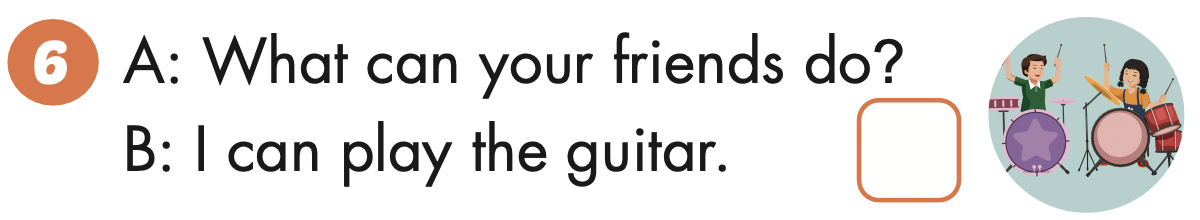 6 A: What can your friends do?
B: I can play the guitar.